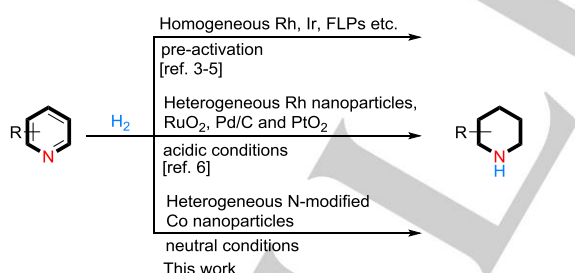 Homogeneous Rh, Ir, FLPs etc.
pre-activation
[ref. 3-5]
Heterogeneous Rh nanoparticles,
RuO2, Pd/C and PtO2
acidic conditions
[ref. 6]
Heterogeneous N-modified
Co nanoparticles
neutral conditions
This work
R
N
H2
R
N
H